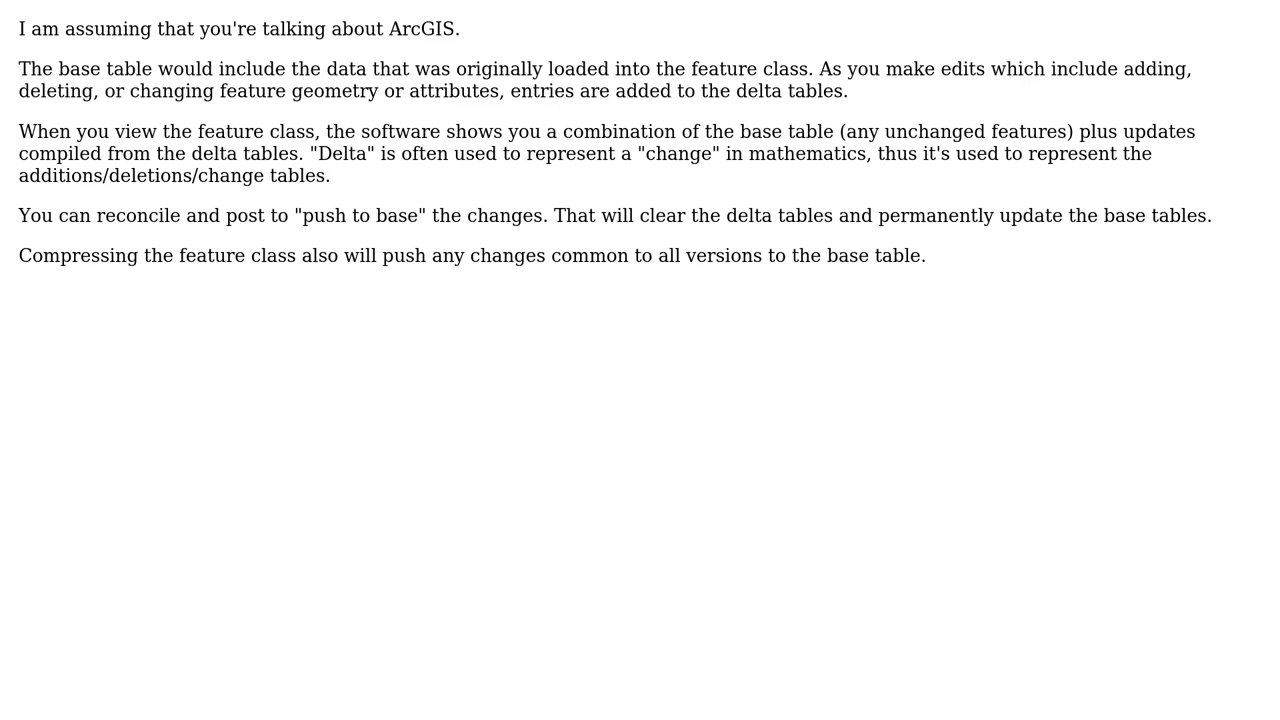 I am assuming that you're talking about ArcGIS.
The base table would include the data that was originally loaded into the feature class. As you make edits which include adding,
deleting, or changing feature geometry or attributes, entries are added to the delta tables.
When you view the feature class, the software shows you a combination of the base table (any unchanged features) plus updates
compiled from the delta tables. "Delta" is often used to represent a "change" in mathematics, thus it's used to represent the
additions/deletions/change tables.
You can reconcile and post to "push to base" the changes. That will clear the delta tables and permanently update the base tables.
Compressing the feature class also will push any changes common to all versions to the base table.